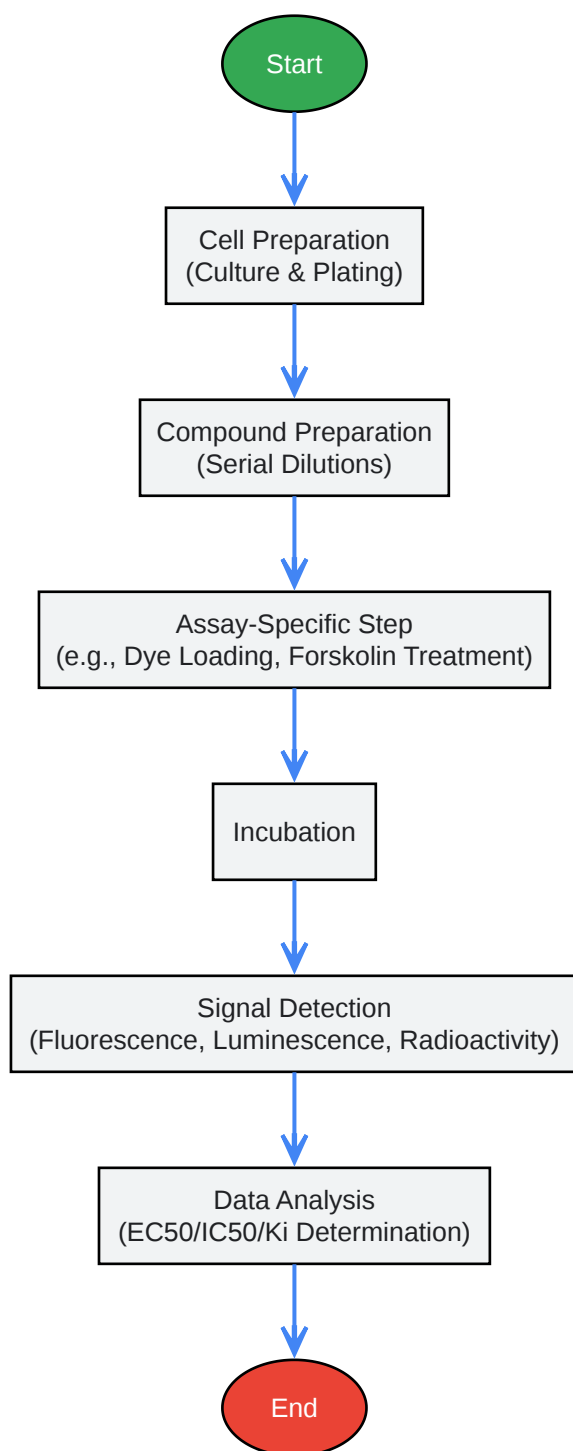 Start
Cell Preparation
(Culture & Plating)
Compound Preparation
(Serial Dilutions)
Assay-Specific Step
(e.g., Dye Loading, Forskolin Treatment)
Incubation
Signal Detection
(Fluorescence, Luminescence, Radioactivity)
Data Analysis
(EC50/IC50/Ki Determination)
End